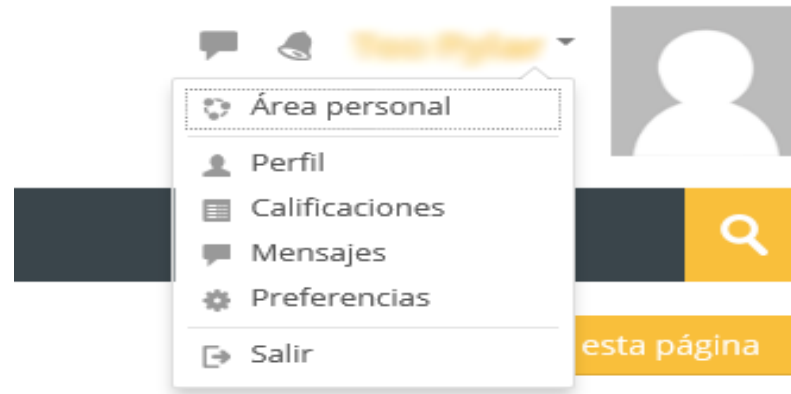 Área personal
Perfil
Calificaciones
Mensajes
Preferencias
Salir
esta página